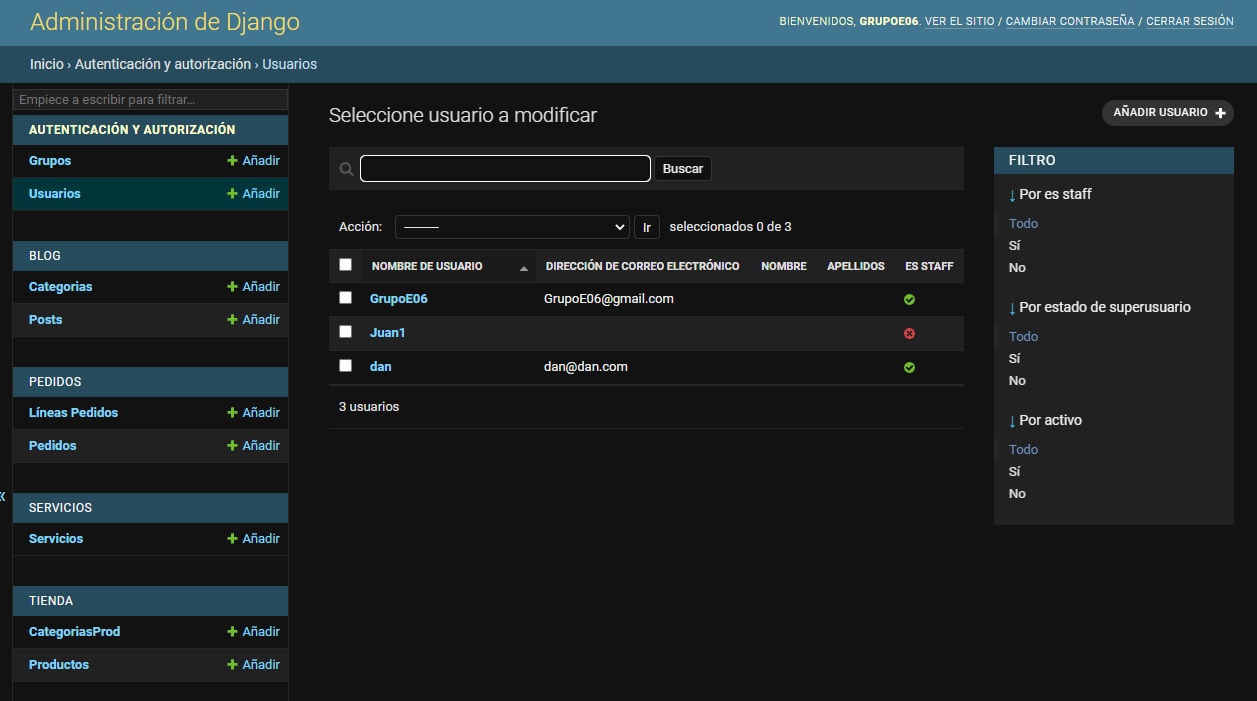 Administración de Django
BIENVENIDOS, GRUPOE06. VER EL SITIO / CAMBIAR CONTRASEÑA / CERRAR SESIÓN
Inicio › Autenticación y autorización › Usuarios
Empiece a escribir para filtrar...
AUTENTICACIÓN Y AUTORIZACIÓN
Grupos + Añadir
Usuarios + Añadir
BLOG
Categorias + Añadir
Posts + Añadir
PEDIDOS
Líneas Pedidos + Añadir
Pedidos + Añadir
SERVICIOS
Servicios + Añadir
TIENDA
CategoriasProd + Añadir
Productos + Añadir
«
Seleccione usuario a modificar
AÑADIR USUARIO +
Buscar
Acción: --------- Ir seleccionados 0 de 3
NOMBRE DE USUARIO DIRECCIÓN DE CORREO ELECTRÓNICO NOMBRE APELLIDOS ES STAFF
GrupoE06 GrupoE06@gmail.com
Juan1
dan dan@dan.com
3 usuarios
FILTRO
↓ Por es staff
Todo
Sí
No
↓ Por estado de superusuario
Todo
Sí
No
↓ Por activo
Todo
Sí
No